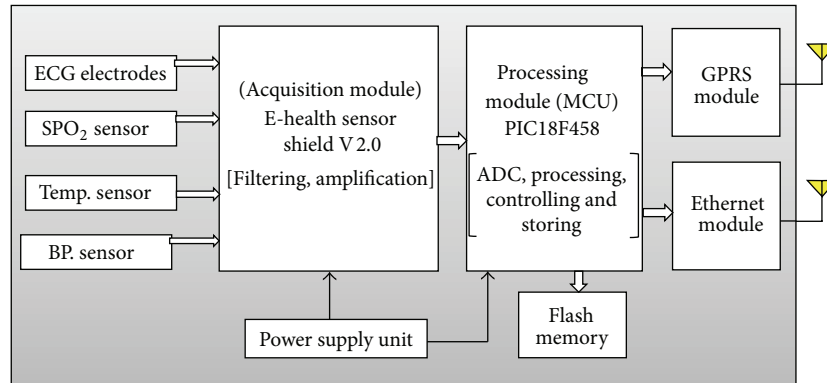 ECG electrodes
SPO₂ sensor
Temp. sensor
BP. sensor
(Acquisition module)
E-health sensor
shield V 2.0
[Filtering, amplification]
Processing
module (MCU)
PIC18F458
[ADC, processing,
controlling and
storing]
GPRS
module
Ethernet
module
Power supply unit
Flash
memory